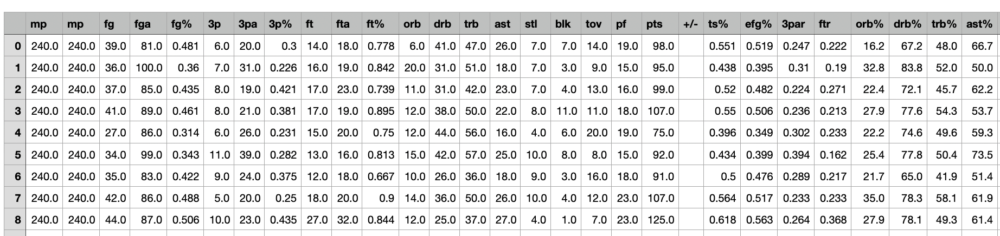 mp mp fg fga fg% 3p 3pa 3p% ft fta ft% orb drb trb ast stl blk tov pf pts +/- ts% efg% 3par ftr orb% drb% trb% ast%
0 240.0 240.0 39.0 81.0 0.481 6.0 20.0 0.3 14.0 18.0 0.778 6.0 41.0 47.0 26.0 7.0 7.0 14.0 19.0 98.0 0.551 0.519 0.247 0.222 16.2 67.2 48.0 66.7
1 240.0 240.0 36.0 100.0 0.36 7.0 31.0 0.226 16.0 19.0 0.842 20.0 31.0 51.0 18.0 7.0 3.0 9.0 15.0 95.0 0.438 0.395 0.31 0.19 32.8 83.8 52.0 50.0
2 240.0 240.0 37.0 85.0 0.435 8.0 19.0 0.421 17.0 23.0 0.739 11.0 31.0 42.0 23.0 7.0 4.0 13.0 16.0 99.0 0.52 0.482 0.224 0.271 22.4 72.1 45.7 62.2
3 240.0 240.0 41.0 89.0 0.461 8.0 21.0 0.381 17.0 19.0 0.895 12.0 38.0 50.0 22.0 8.0 11.0 11.0 18.0 107.0 0.55 0.506 0.236 0.213 27.9 77.6 54.3 53.7
4 240.0 240.0 27.0 86.0 0.314 6.0 26.0 0.231 15.0 20.0 0.75 12.0 44.0 56.0 16.0 4.0 6.0 20.0 19.0 75.0 0.396 0.349 0.302 0.233 22.2 74.6 49.6 59.3
5 240.0 240.0 34.0 99.0 0.343 11.0 39.0 0.282 13.0 16.0 0.813 15.0 42.0 57.0 25.0 10.0 8.0 8.0 15.0 92.0 0.434 0.399 0.394 0.162 25.4 77.8 50.4 73.5
6 240.0 240.0 35.0 83.0 0.422 9.0 24.0 0.375 12.0 18.0 0.667 10.0 26.0 36.0 18.0 9.0 3.0 16.0 18.0 91.0 0.5 0.476 0.289 0.217 21.7 65.0 41.9 51.4
7 240.0 240.0 42.0 86.0 0.488 5.0 20.0 0.25 18.0 20.0 0.9 14.0 36.0 50.0 26.0 10.0 4.0 12.0 23.0 107.0 0.564 0.517 0.233 0.233 35.0 78.3 58.1 61.9
8 240.0 240.0 44.0 87.0 0.506 10.0 23.0 0.435 27.0 32.0 0.844 12.0 25.0 37.0 27.0 4.0 1.0 7.0 23.0 125.0 0.618 0.563 0.264 0.368 27.9 78.1 49.3 61.4